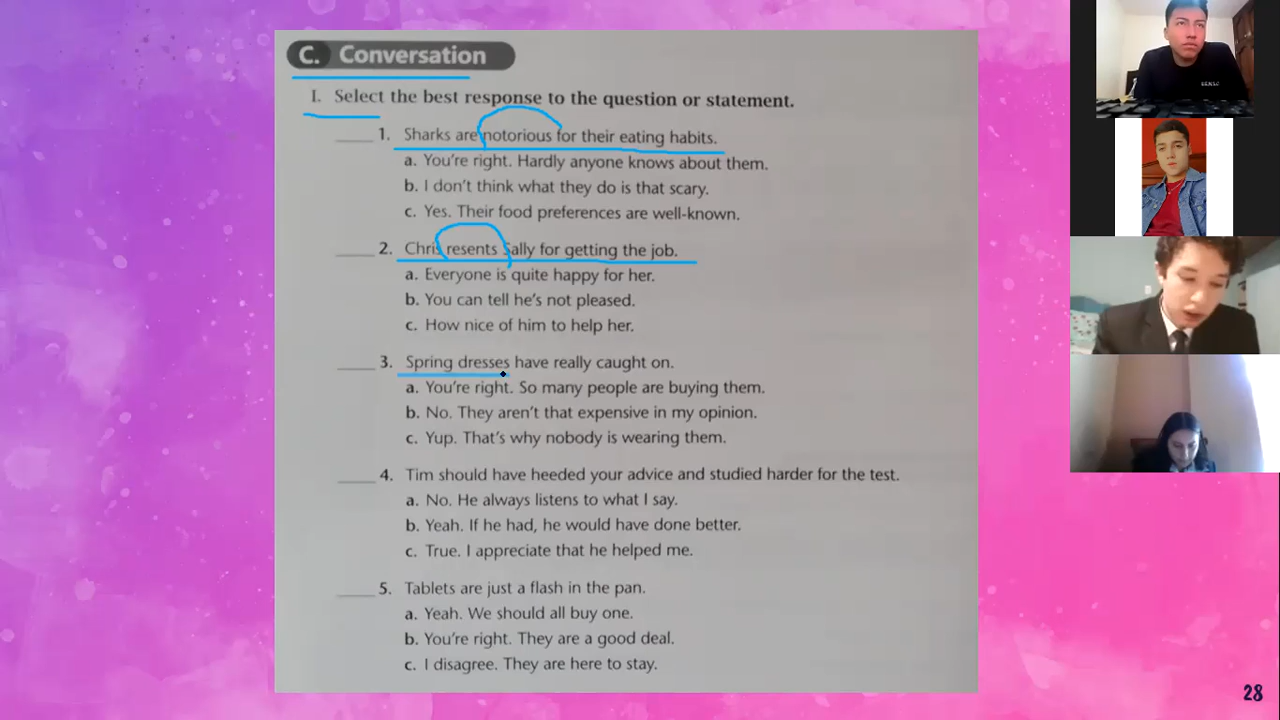 C. Conversation
I. Select the best response to the question or statement.
____ 1. Sharks are notorious for their eating habits.
a. You're right. Hardly anyone knows about them.
b. I don't think what they do is that scary.
c. Yes. Their food preferences are well-known.
____ 2. Chris resents Sally for getting the job.
a. Everyone is quite happy for her.
b. You can tell he's not pleased.
c. How nice of him to help her.
____ 3. Spring dresses have really caught on.
a. You're right. So many people are buying them.
b. No. They aren't that expensive in my opinion.
c. Yup. That's why nobody is wearing them.
____ 4. Tim should have heeded your advice and studied harder for the test.
a. No. He always listens to what I say.
b. Yeah. If he had, he would have done better.
c. True. I appreciate that he helped me.
____ 5. Tablets are just a flash in the pan.
a. Yeah. We should all buy one.
b. You're right. They are a good deal.
c. I disagree. They are here to stay.
28